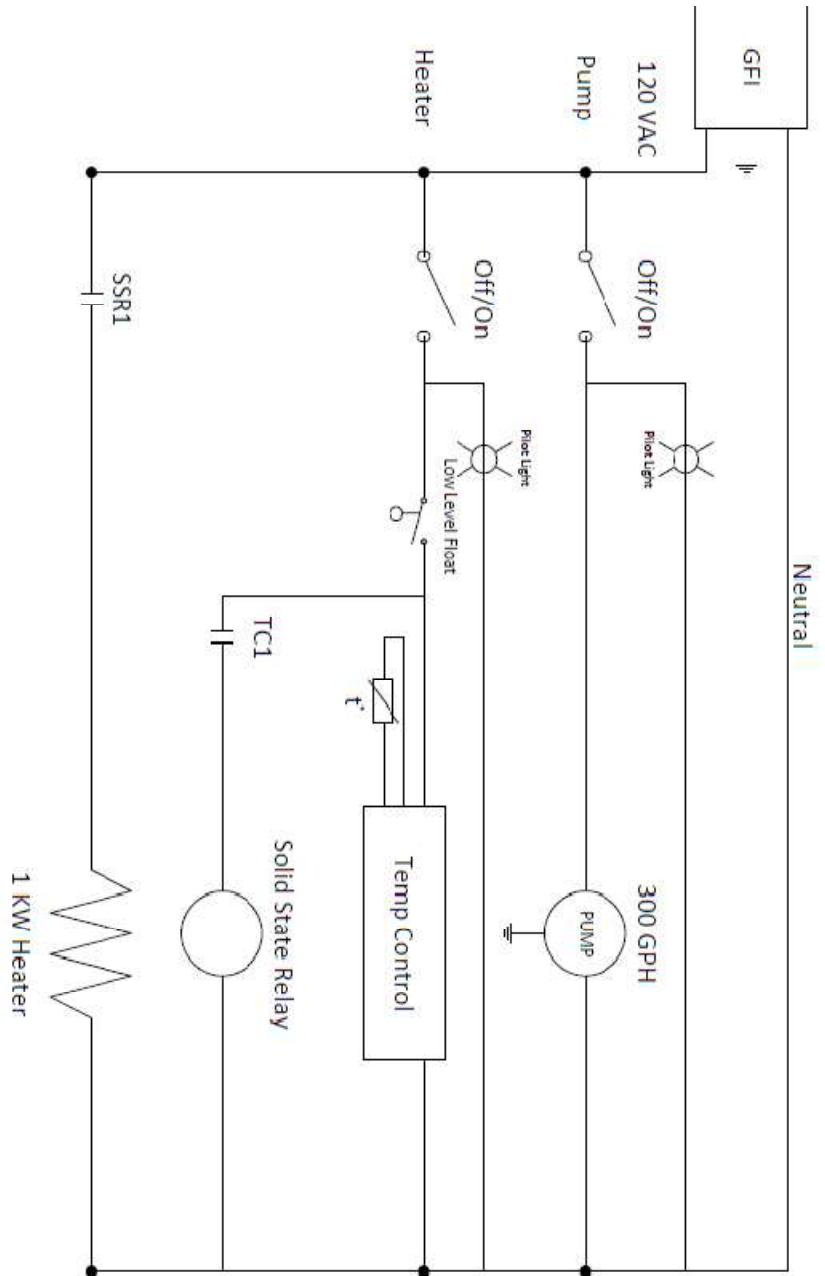 GFI
120 VAC
Neutral
Pump
Off/On
Pilot Light
300 GPH
PUMP
Heater
Off/On
Pilot Light
Low Level Float
t°
Temp Control
TC1
Solid State Relay
SSR1
1 KW Heater